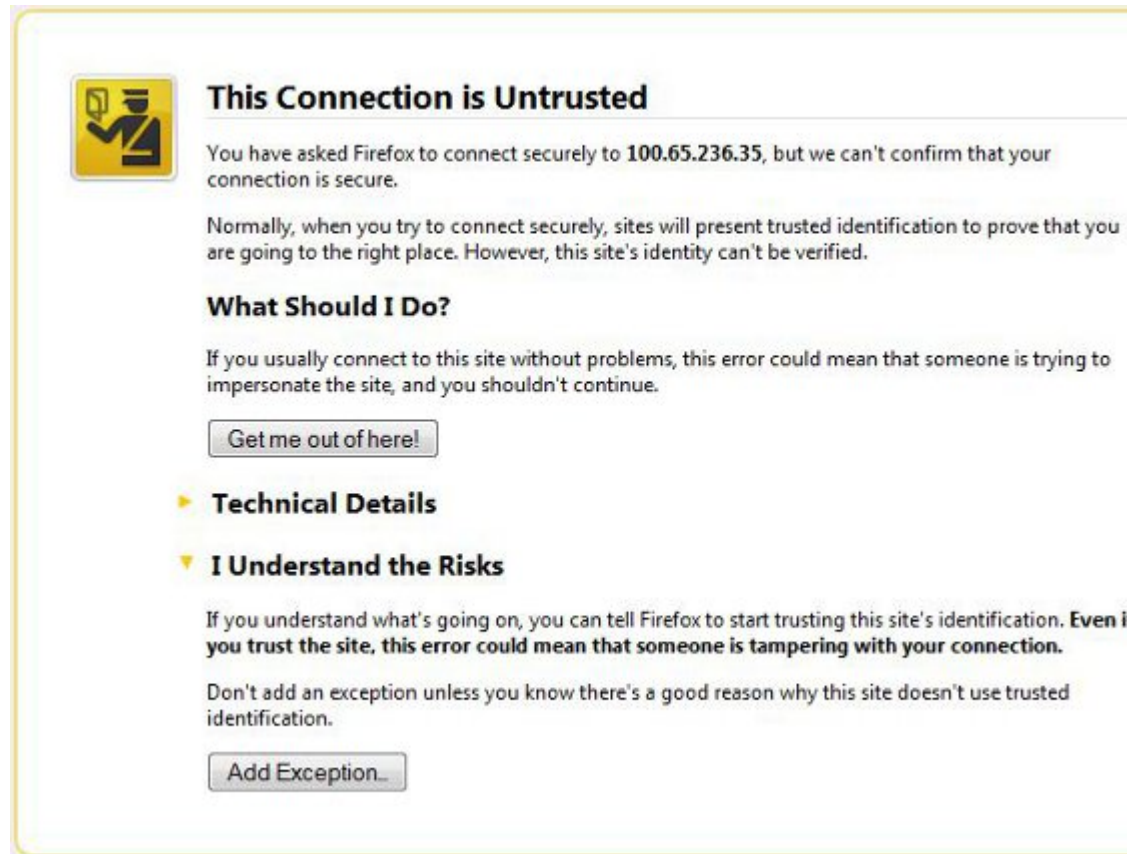 This Connection is Untrusted
You have asked Firefox to connect securely to 100.65.236.35, but we can't confirm that your
connection is secure.
Normally, when you try to connect securely, sites will present trusted identification to prove that you
are going to the right place. However, this site's identity can't be verified.
What Should I Do?
If you usually connect to this site without problems, this error could mean that someone is trying to
impersonate the site, and you shouldn't continue.
Get me out of here!
Technical Details
I Understand the Risks
If you understand what's going on, you can tell Firefox to start trusting this site's identification. Even
you trust the site, this error could mean that someone is tampering with your connection.
Don't add an exception unless you know there's a good reason why this site doesn't use trusted
identification.
Add Exception...